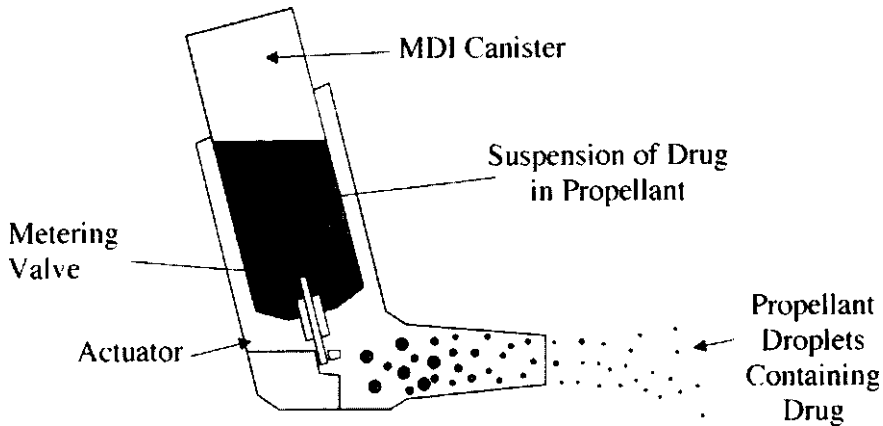 MDI Canister
Suspension of Drug
in Propellant
Metering
Valve
Actuator
Propellant
Droplets
Containing
Drug